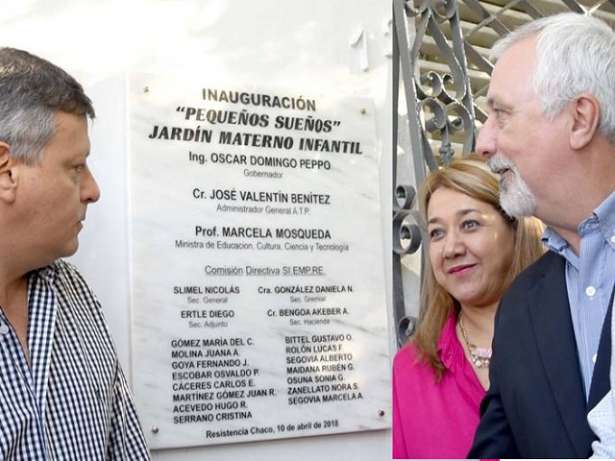 INAUGURACIÓN
"PEQUEÑOS SUEÑOS"
JARDÍN MATERNO INFANTIL
Ing. OSCAR DOMINGO PEPPO
Gobernador
Cr. JOSÉ VALENTÍN BENÍTEZ
Administrador General A.T.P.
Prof. MARCELA MOSQUEDA
Ministra de Educacion, Cultura, Ciencia y Tecnología
Comisión Directiva SI.EMP.RE.
SLIMEL NICOLÁS
Sec. General
ERTLE DIEGO
Sec. Adjunto
Cra. GONZÁLEZ DANIELA N.
Sec. Gremial
Cr. BENGOA AKEBER A.
Sec. Hacienda
GÓMEZ MARÍA DEL C.
MOLINA JUANA A.
GOYA FERNANDO J.
ESCOBAR OSVALDO P.
CÁCERES CARLOS E.
MARTÍNEZ GÓMEZ JUAN R.
ACEVEDO HUGO R.
SERRANO CRISTINA
BITTEL GUSTAVO O.
ROLÓN LUCAS F.
SEGOVIA ALBERTO
MAIDANA RUBÉN G.
OSUNA SONIA G.
ZANELLATO NORA S.
SEGOVIA MARCELA A.
Resistencia Chaco, 10 de abril de 2018